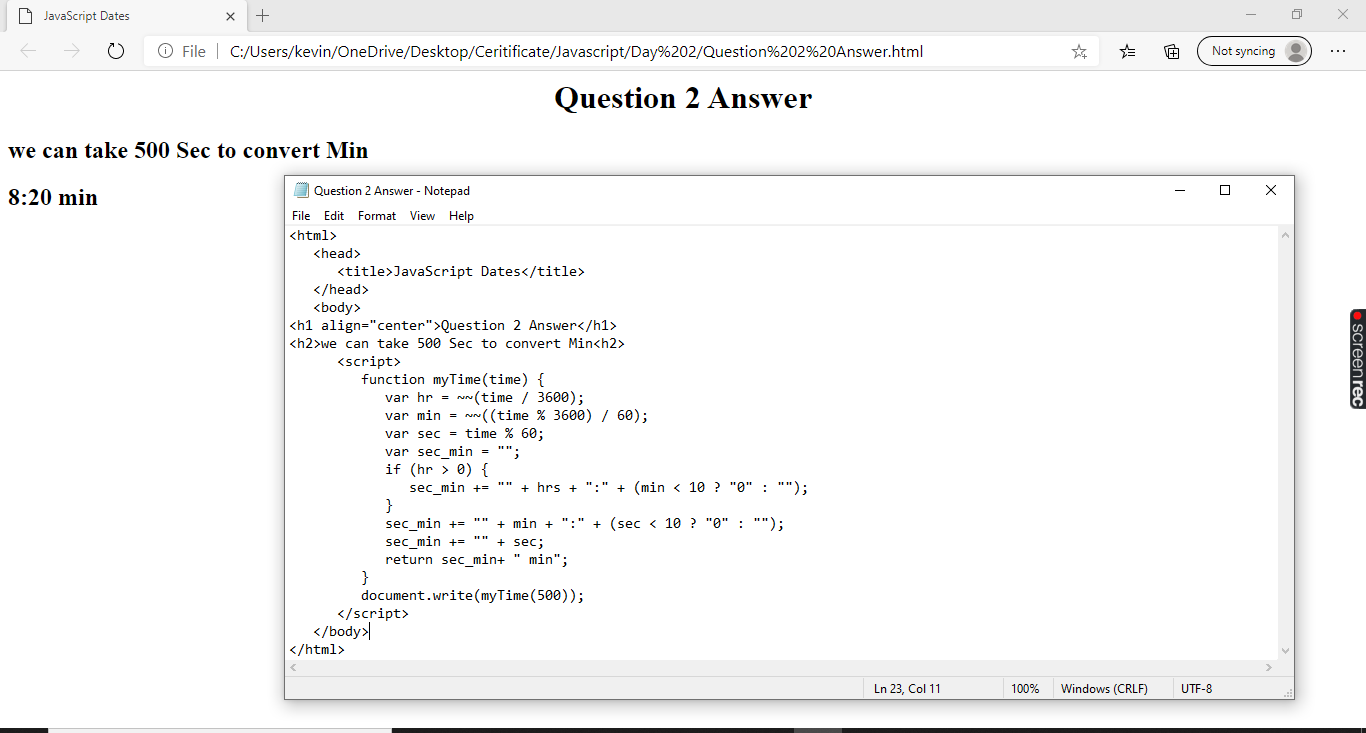 JavaScript Dates
File
C:/Users/kevin/OneDrive/Desktop/Ceritificate/Javascript/Day%202/Question%202%20Answer.html
Not syncing
Question 2 Answer
we can take 500 Sec to convert Min
8:20 min
Question 2 Answer - Notepad
File Edit Format View Help
<html>
<head>
<title>JavaScript Dates</title>
</head>
<body>
<h1 align="center">Question 2 Answer</h1>
<h2>we can take 500 Sec to convert Min<h2>
<script>
function myTime(time) {
var hr = ~~(time / 3600);
var min = ~~((time % 3600) / 60);
var sec = time % 60;
var sec_min = "";
if (hr > 0) {
sec_min += "" + hrs + ":" + (min < 10 ? "0" : "");
}
sec_min += "" + min + ":" + (sec < 10 ? "0" : "");
sec_min += "" + sec;
return sec_min+ " min";
}
document.write(myTime(500));
</script>
</body>
</html>
Ln 23, Col 11
100%
Windows (CRLF)
UTF-8
screenrec